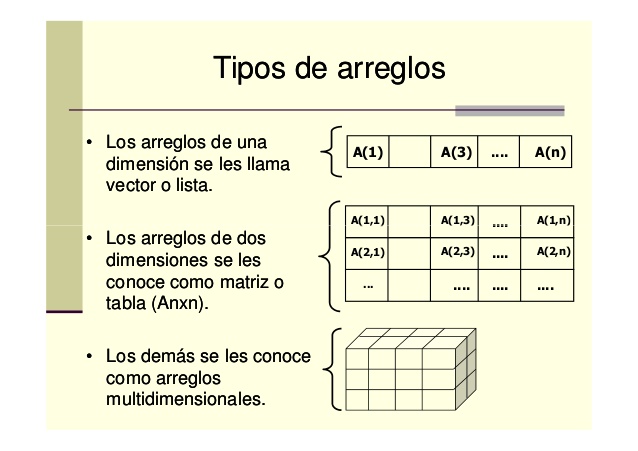 Tipos de arreglos
• Los arreglos de una
dimensión se les llama
vector o lista.
A(1) A(3) .... A(n)
• Los arreglos de dos
dimensiones se les
conoce como matriz o
tabla (Anxn).
A(1,1) A(1,3) .... A(1,n)
A(2,1) A(2,3) .... A(2,n)
... .... .... ....
• Los demás se les conoce
como arreglos
multidimensionales.